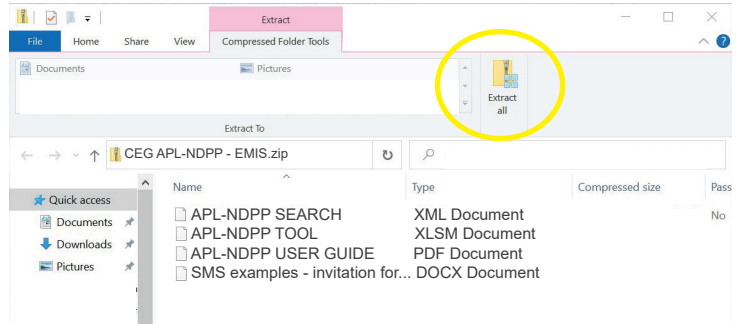 Extract
File Home Share View Compressed Folder Tools
Documents Pictures
Extract all
Extract To
CEG APL-NDPP - EMIS.zip
Name Type Compressed size Pass
Quick access
Documents
Downloads
Pictures
APL-NDPP SEARCH XML Document No
APL-NDPP TOOL XLSM Document
APL-NDPP USER GUIDE PDF Document
SMS examples - invitation for... DOCX Document